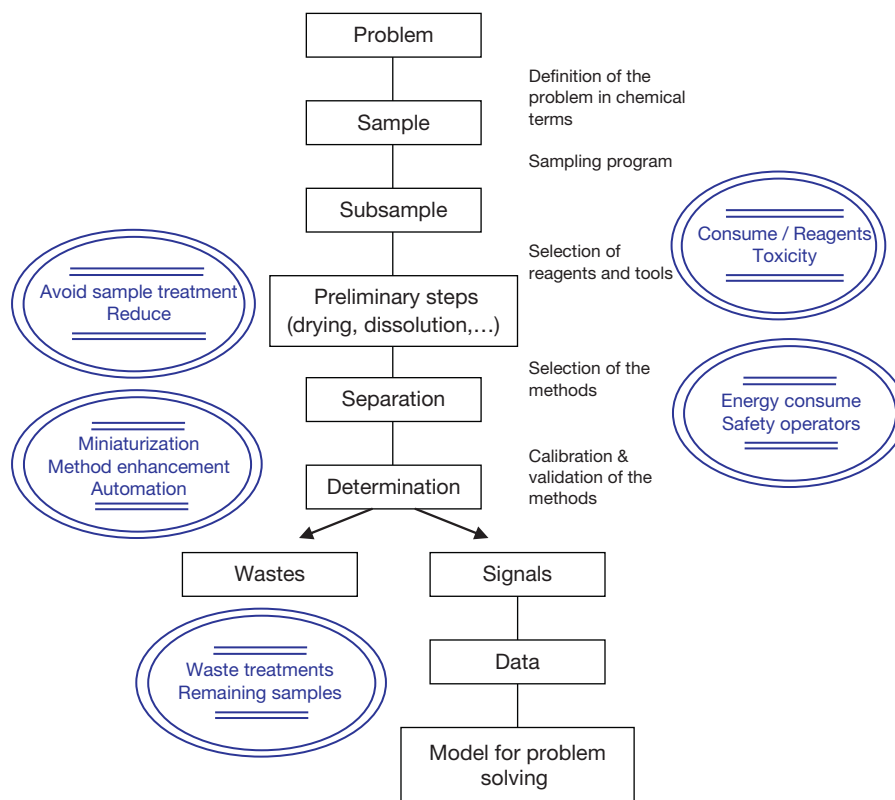 Problem
Definition of the
problem in chemical
terms
Sample
Sampling program
Subsample
Consume / Reagents
Toxicity
Selection of
reagents and tools
Avoid sample treatment
Reduce
Preliminary steps
(drying, dissolution,...)
Selection of the
methods
Separation
Energy consume
Safety operators
Miniaturization
Method enhancement
Automation
Calibration &
validation of the
methods
Determination
Wastes
Signals
Waste treatments
Remaining samples
Data
Model for problem
solving